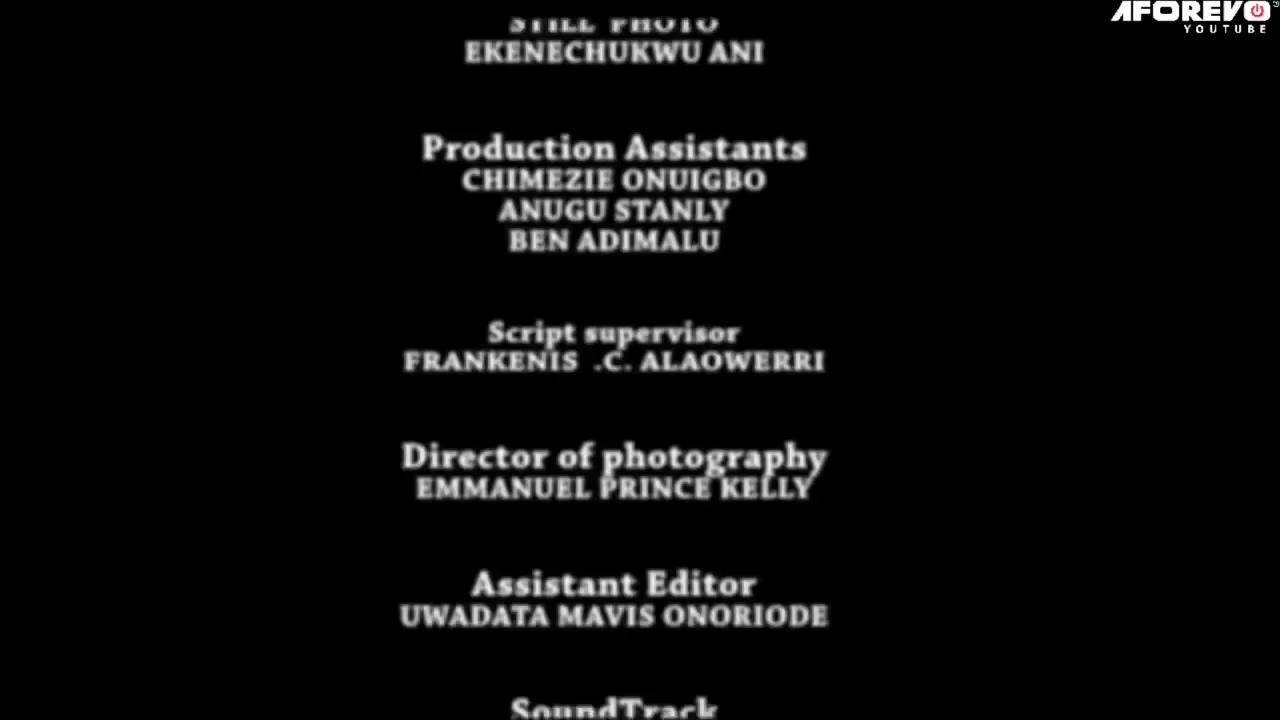 AFOREVO
YOUTUBE
STILL PHOTO
EKENECHUKWU ANI
Production Assistants
CHIMEZIE ONUIGBO
ANUGU STANLY
BEN ADIMALU
Script supervisor
FRANKENIS .C. ALAOWERRI
Director of photography
EMMANUEL PRINCE KELLY
Assistant Editor
UWADATA MAVIS ONORIODE
SoundTrack